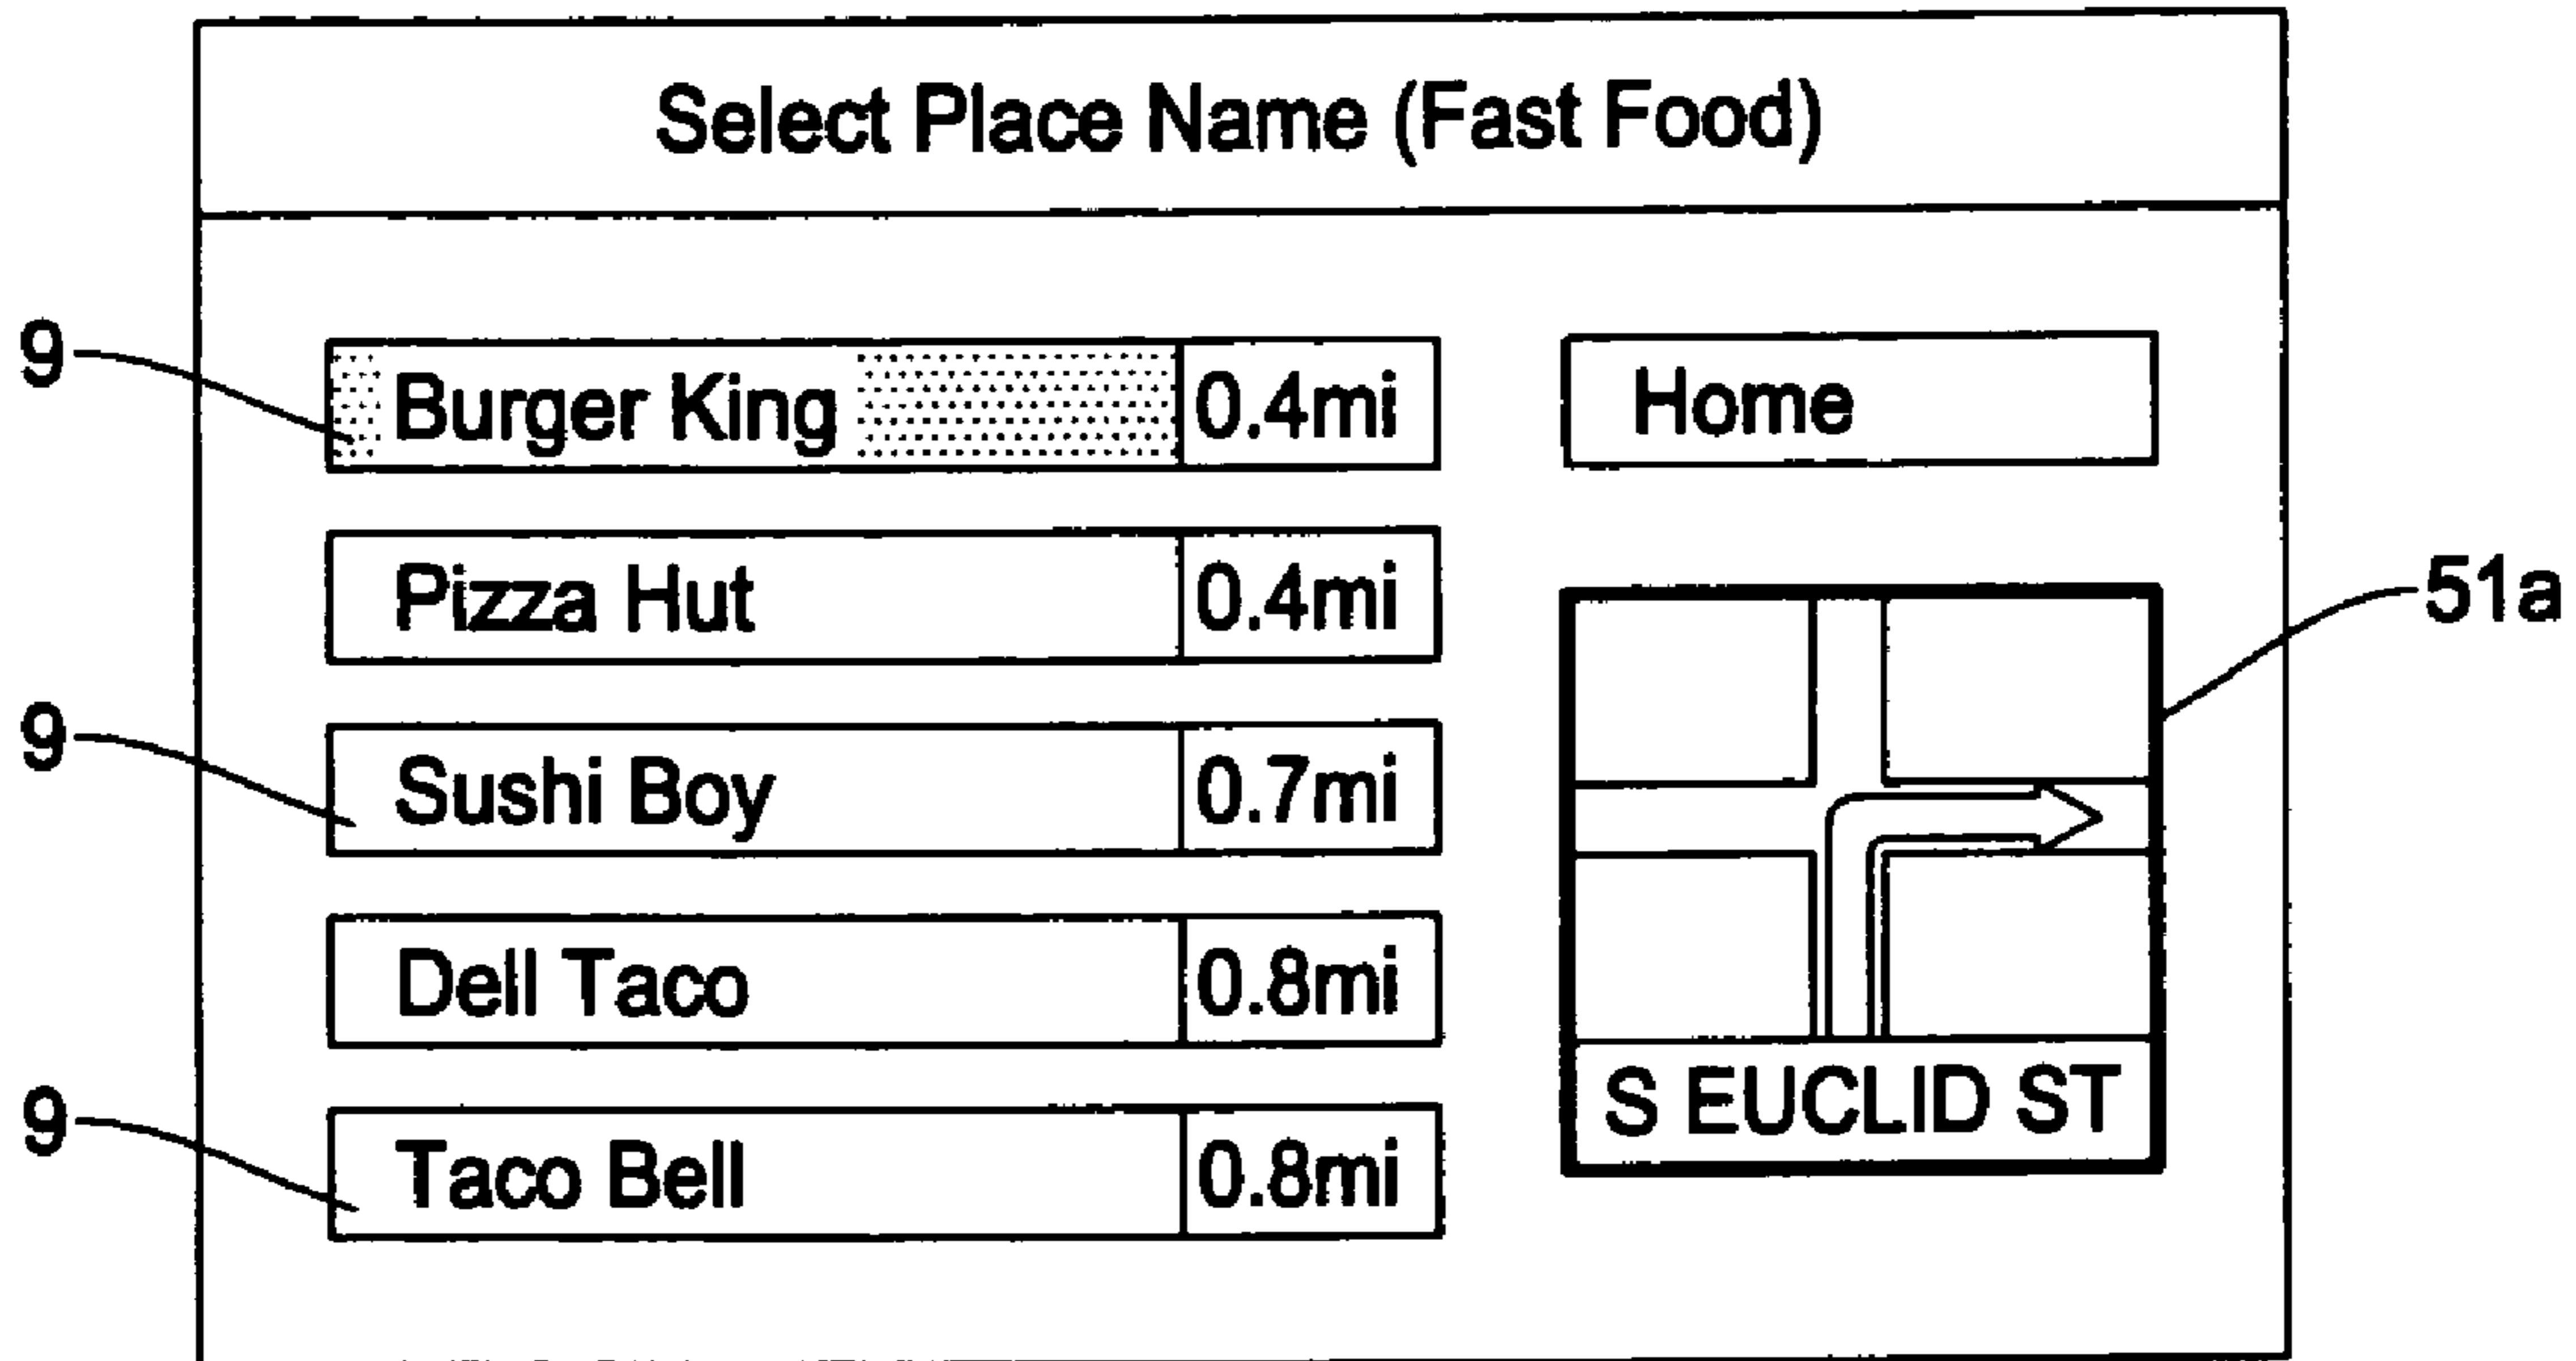 Select Place Name (Fast Food)
9
Burger King 0.4mi
Home
Pizza Hut 0.4mi
51a
9
Sushi Boy 0.7mi
Dell Taco 0.8mi
S EUCLID ST
9
Taco Bell 0.8mi